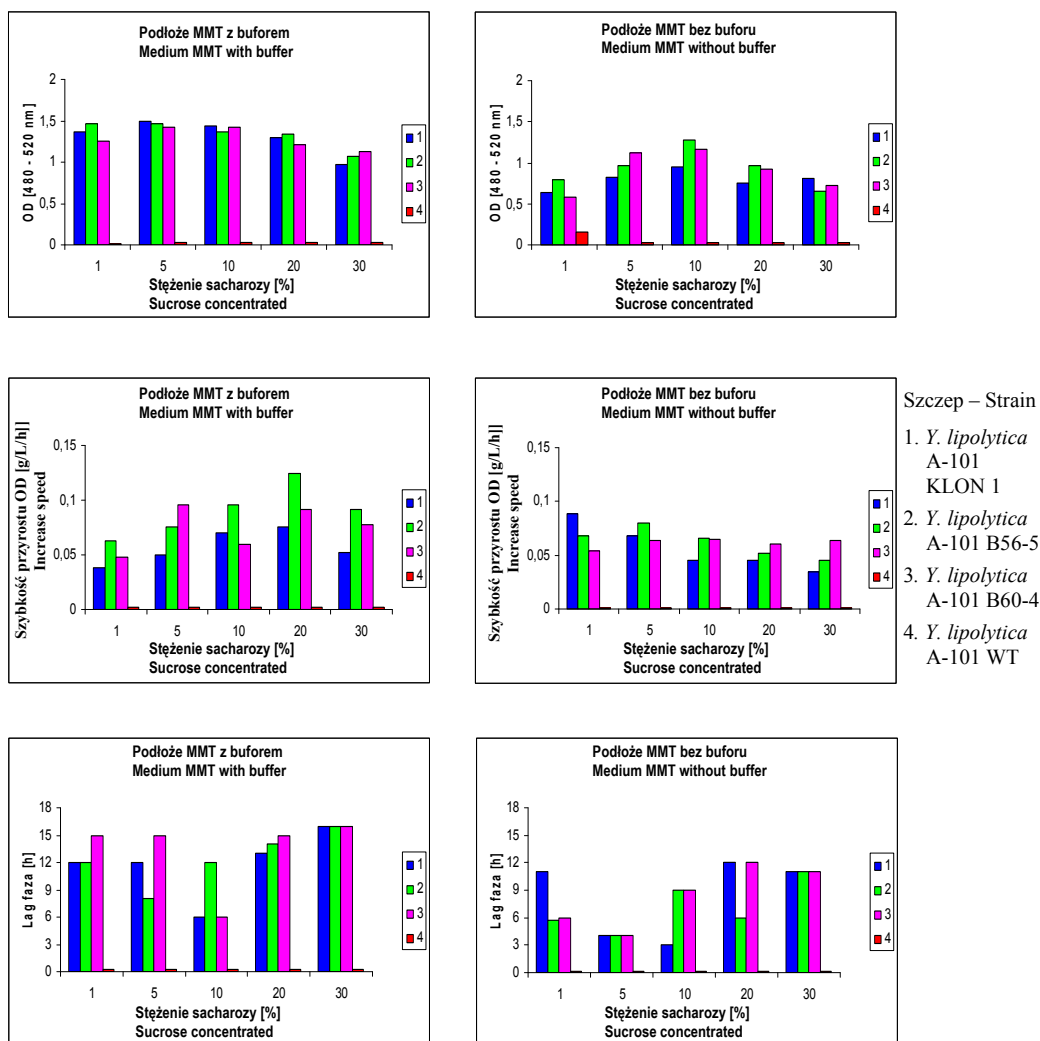 Podłoże MMT z buforem
Medium MMT with buffer
2
1,5
1
0,5
0
OD [480 - 520 nm]
1 5 10 20 30
Stężenie sacharozy [%]
Sucrose concentrated
1
2
3
4
Podłoże MMT bez buforu
Medium MMT without buffer
2
1,5
1
0,5
0
OD [480 - 520 nm]
1 5 10 20 30
Stężenie sacharozy [%]
Sucrose concentrated
1
2
3
4
Podłoże MMT z buforem
Medium MMT with buffer
0,15
0,1
0,05
0
Szybkość przyrostu OD [g/L/h]]
Increase speed
1 5 10 20 30
Stężenie sacharozy [%]
Sucrose concentrated
1
2
3
4
Podłoże MMT bez buforu
Medium MMT without buffer
0,15
0,1
0,05
0
Szybkość przyrostu OD [g/L/h]]
Increase speed
1 5 10 20 30
Stężenie sacharozy [%]
Sucrose concentrated
1
2
3
4
Szczep – Strain
1. Y. lipolytica
A-101
KLON 1
2. Y. lipolytica
A-101 B56-5
3. Y. lipolytica
A-101 B60-4
4. Y. lipolytica
A-101 WT
Podłoże MMT z buforem
Medium MMT with buffer
18
15
12
9
6
3
0
Lag faza [h]
1 5 10 20 30
Stężenie sacharozy [%]
Sucrose concentrated
1
2
3
4
Podłoże MMT bez buforu
Medium MMT without buffer
18
15
12
9
6
3
0
Lag faza [h]
1 5 10 20 30
Stężenie sacharozy [%]
Sucrose concentrated
1
2
3
4